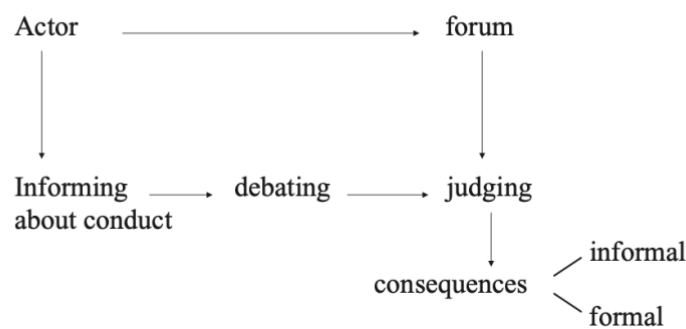 Actor
forum
Informing
about conduct
debating
judging
consequences
informal
formal